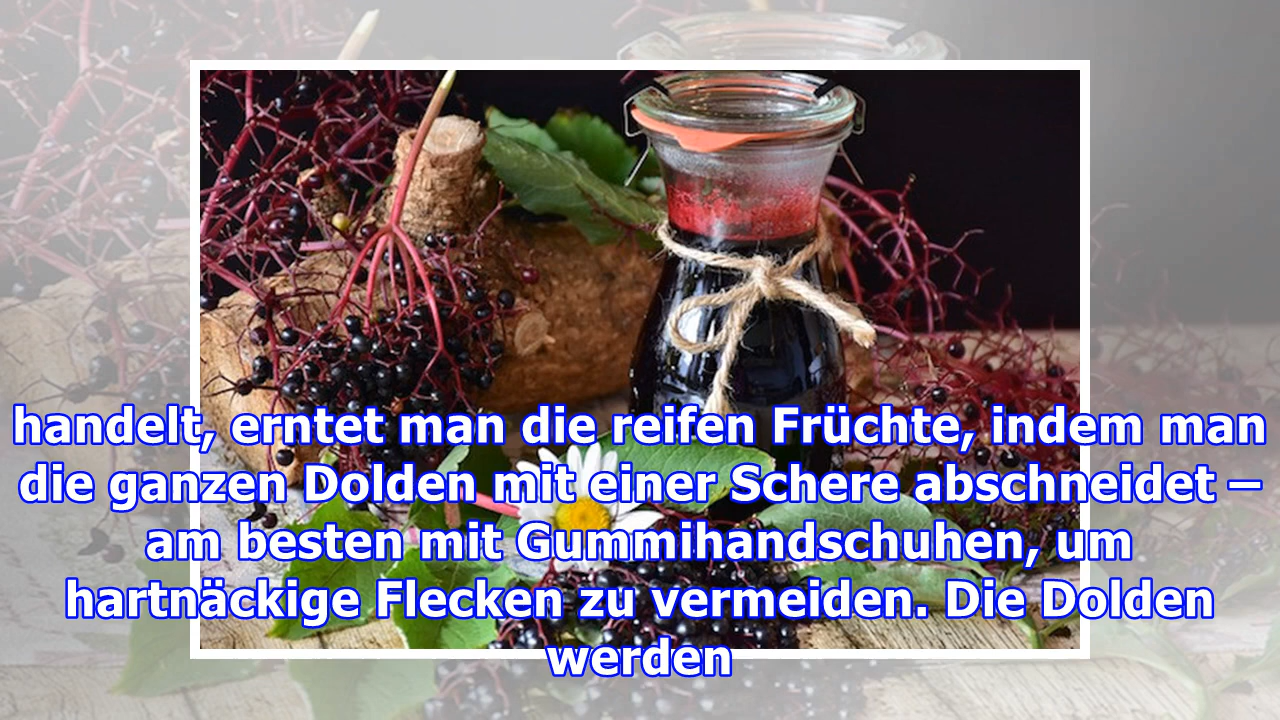 handelt, erntet man die reifen Früchte, indem man
die ganzen Dolden mit einer Schere abschneidet –
am besten mit Gummihandschuhen, um
hartnäckige Flecken zu vermeiden. Die Dolden
werden